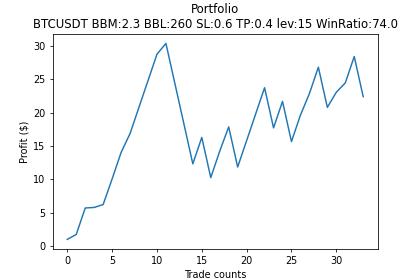 Portfolio
BTCUSDT BBM:2.3 BBL:260 SL:0.6 TP:0.4 lev:15 WinRatio:74.0
30
25
20
15
10
5
0
Profit ($)
0 5 10 15 20 25 30
Trade counts